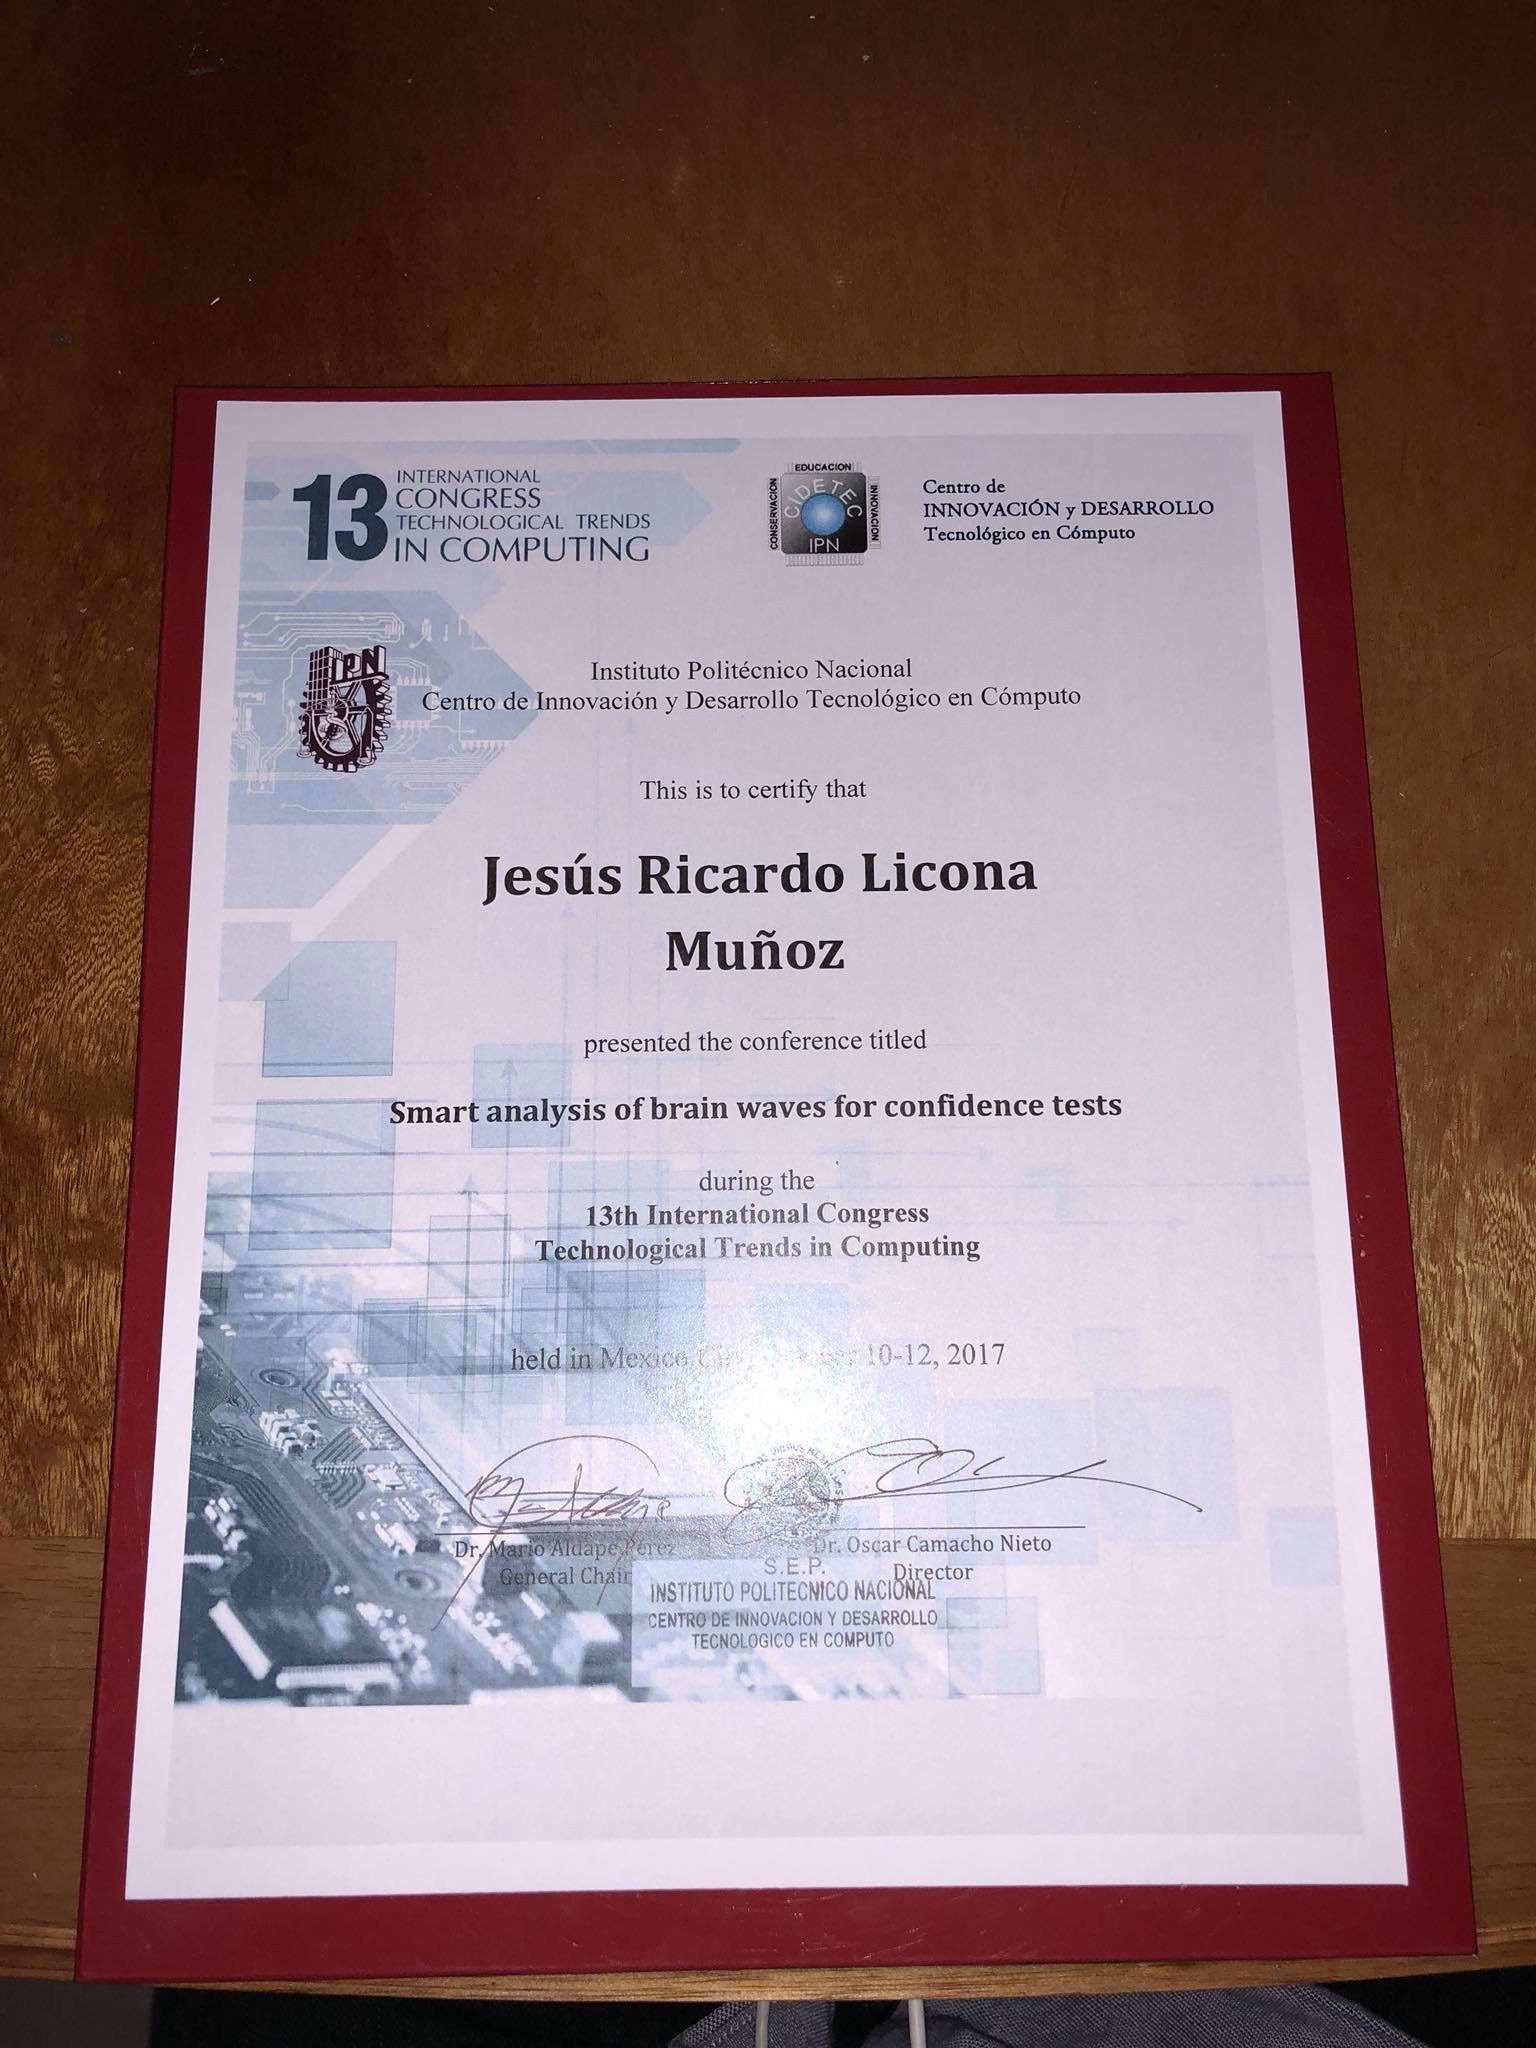 13 INTERNATIONAL
CONGRESS
TECHNOLOGICAL TRENDS
IN COMPUTING
EDUCACION
CONSERVACION
CIDETEC
INNOVACION
IPN
Centro de
INNOVACIÓN y DESARROLLO
Tecnológico en Cómputo
IPN
Instituto Politécnico Nacional
Centro de Innovación y Desarrollo Tecnológico en Cómputo
This is to certify that
Jesús Ricardo Licona
Muñoz
presented the conference titled
Smart analysis of brain waves for confidence tests
during the
13th International Congress
Technological Trends in Computing
held in Mexico 10-12, 2017
Dr. Mario Aldape Perez
General Chair
Dr. Oscar Camacho Nieto
Director
S.E.P.
INSTITUTO POLITECNICO NACIONAL
CENTRO DE INNOVACION Y DESARROLLO
TECNOLOGICO EN COMPUTO